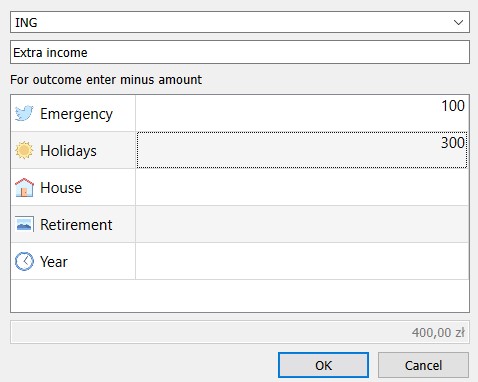 ING
Extra income
For outcome enter minus amount
Emergency 100
Holidays 300
House
Retirement
Year
400,00 zł
OK Cancel